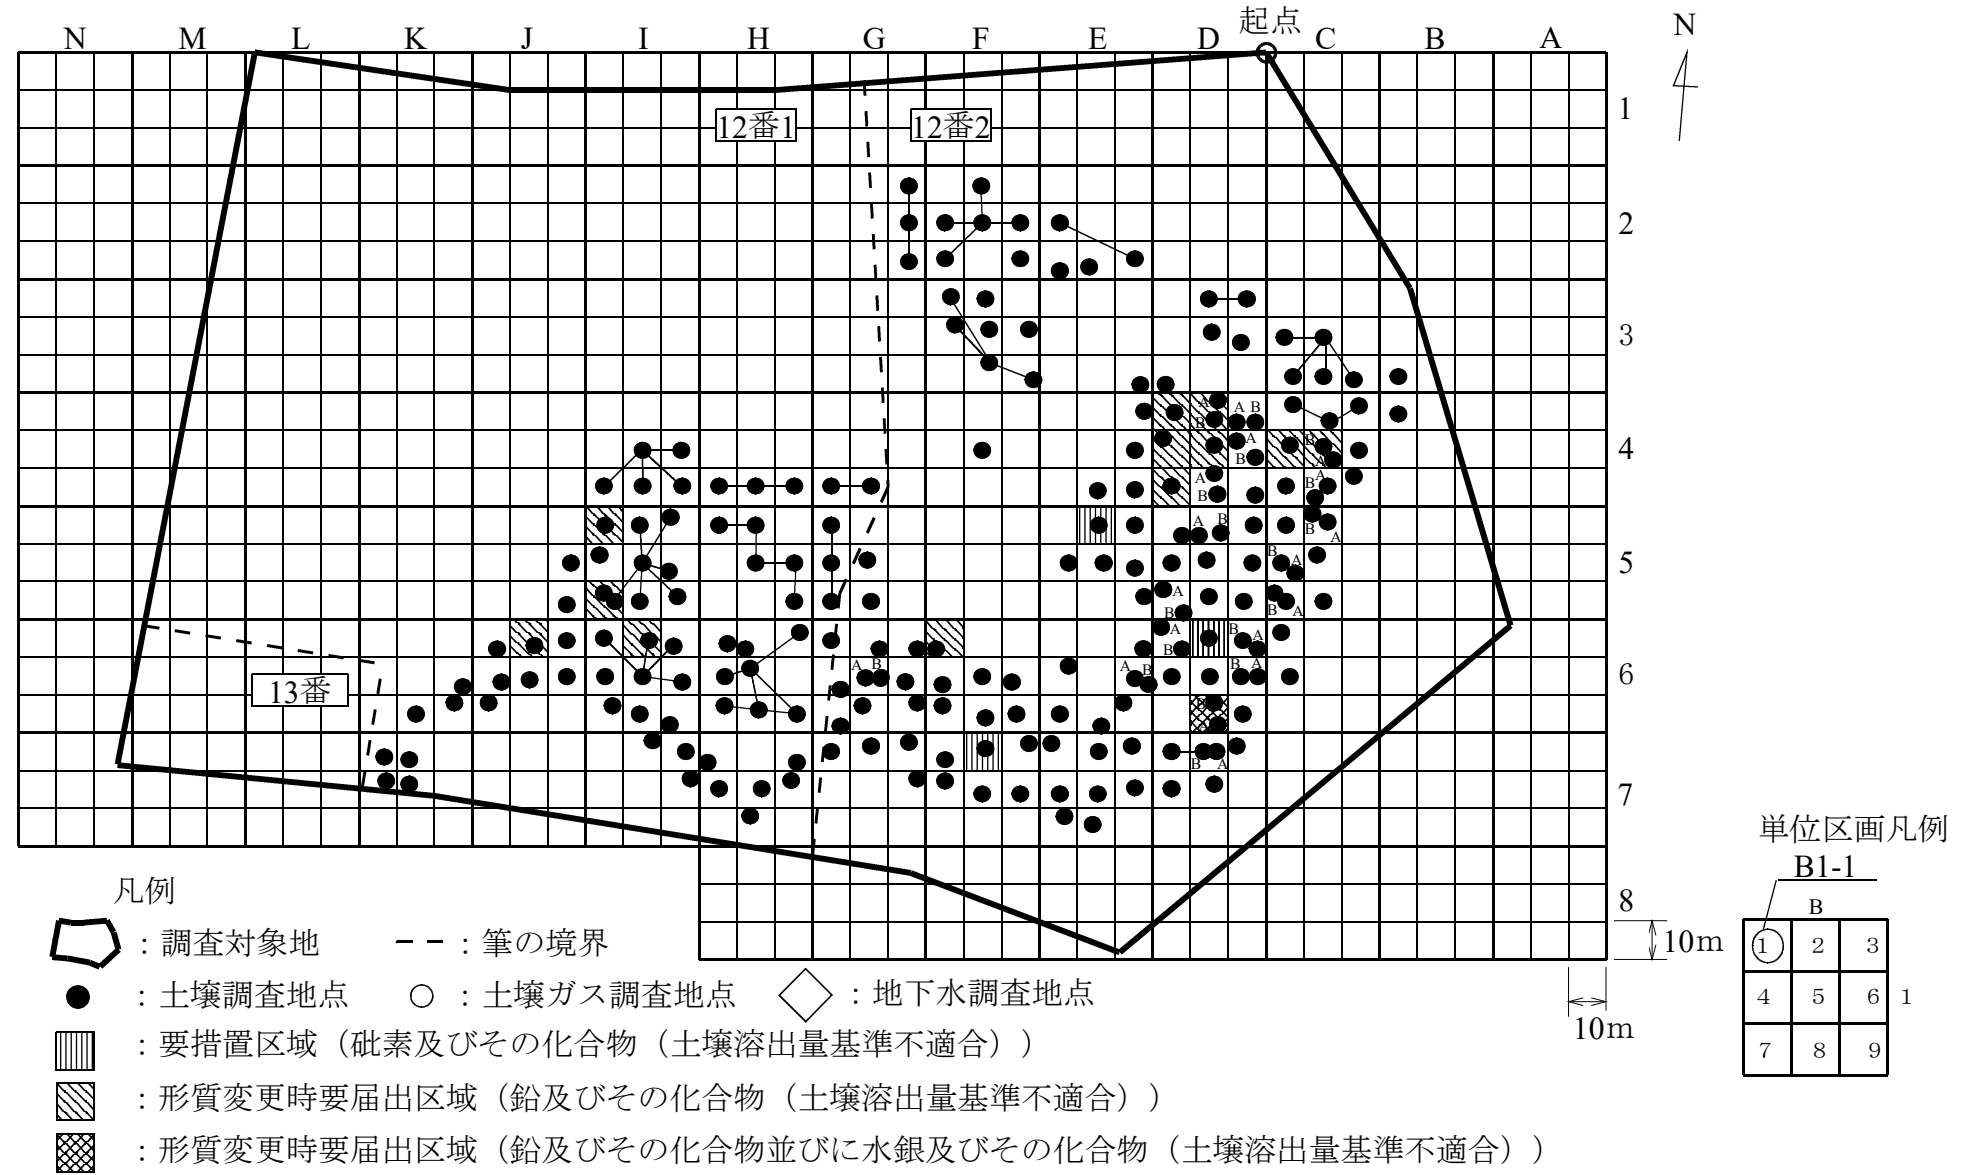 起点
N M L K J I H G F E D C B A
N
12番1
12番2
1
2
3
A
A B
B
B
A
4
B
A
A
B
A
B
A
B
B
A
B
A
5
B
A
A
B
B
A
A
B
B
A
A B
A
B
B A
6
13番
B
A
B A
7
8
10m
10m
単位区画凡例
B1-1
B
1 2 3
4 5 6 1
7 8 9
凡例
:調査対象地
:筆の境界
:土壌調査地点
:土壌ガス調査地点
:地下水調査地点
:要措置区域（砒素及びその化合物（土壌溶出量基準不適合））
:形質変更時要届出区域（鉛及びその化合物（土壌溶出量基準不適合））
:形質変更時要届出区域（鉛及びその化合物並びに水銀及びその化合物（土壌溶出量基準不適合））